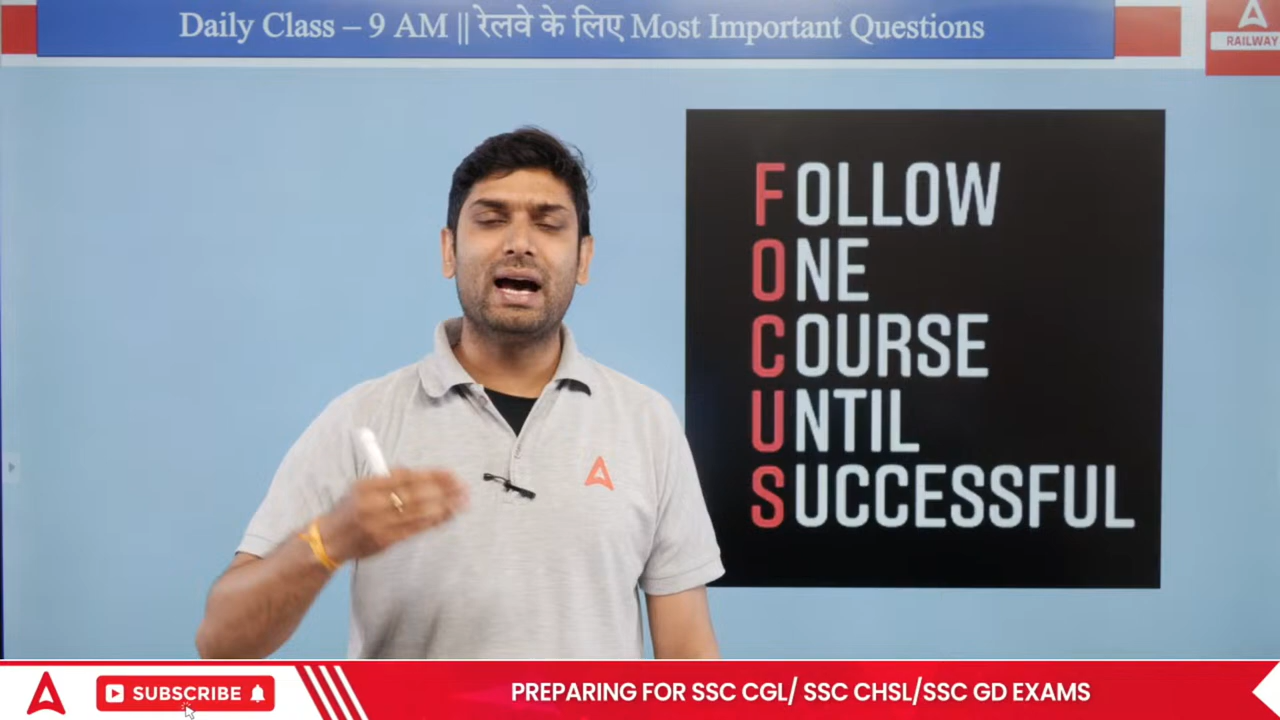 Daily Class – 9 AM || रेलवे के लिए Most Important Questions
RAILWAY
FOLLOW
ONE
COURSE
UNTIL
SUCCESSFUL
SUBSCRIBE
PREPARING FOR SSC CGL/ SSC CHSL/SSC GD EXAMS